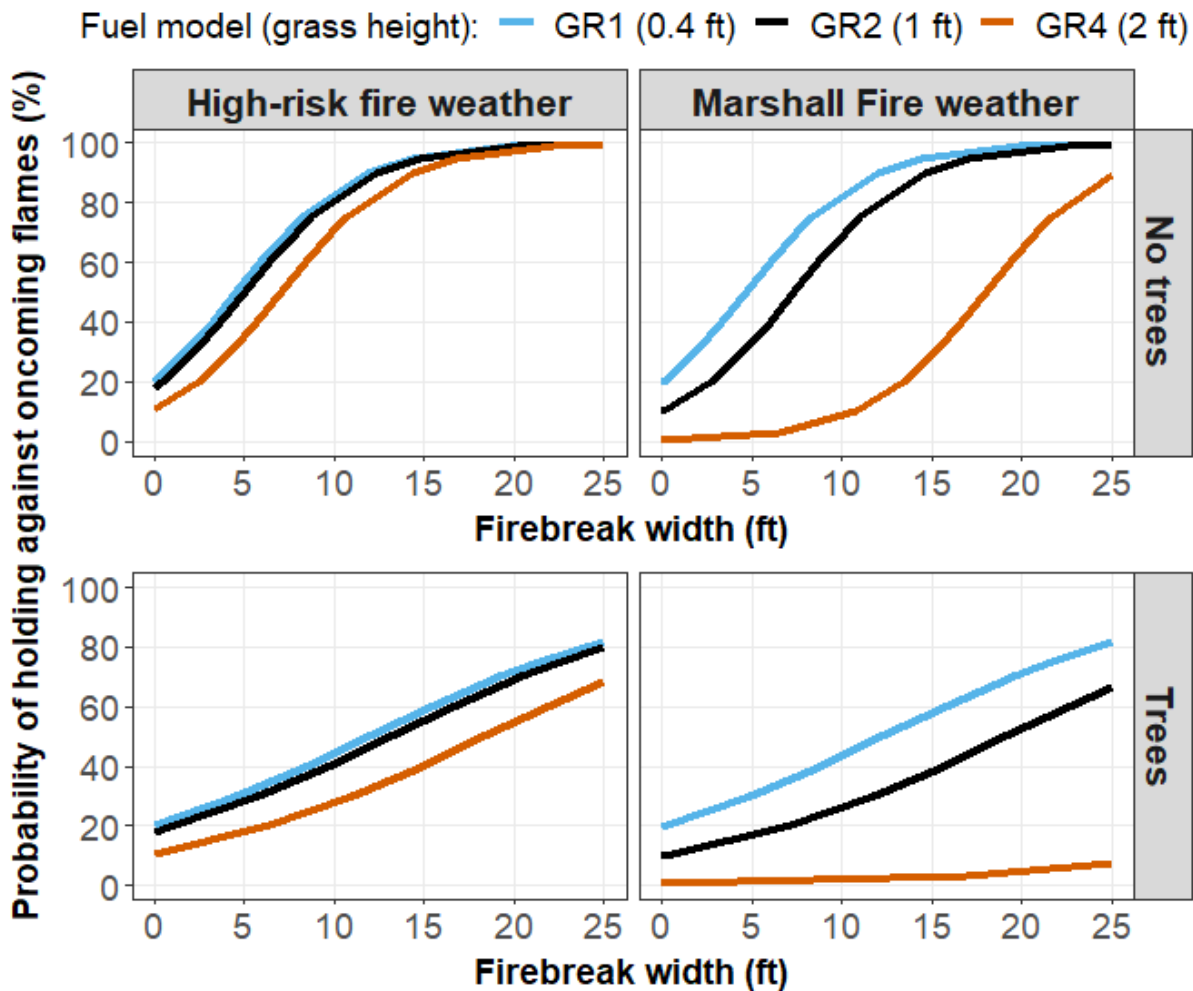 Fuel model (grass height): GR1 (0.4 ft) GR2 (1 ft) GR4 (2 ft)
Probability of holding against oncoming flames (%)
High-risk fire weather
Marshall Fire weather
100
80
60
40
20
0
No trees
0 5 10 15 20 25
0 5 10 15 20 25
Firebreak width (ft)
100
80
60
40
20
0
Trees
0 5 10 15 20 25
0 5 10 15 20 25
Firebreak width (ft)